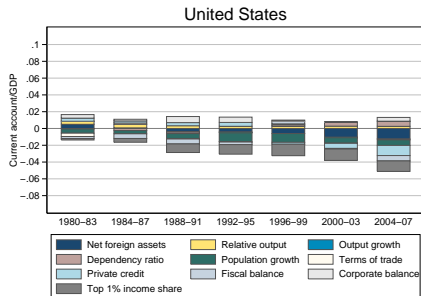 United States
Current account/GDP
.1
.08
.06
.04
.02
0
−.02
−.04
−.06
−.08
1980−83 1984−87 1988−91 1992−95 1996−99 2000−03 2004−07
Net foreign assets Relative output Output growth
Dependency ratio Population growth Terms of trade
Private credit Fiscal balance Corporate balance
Top 1% income share